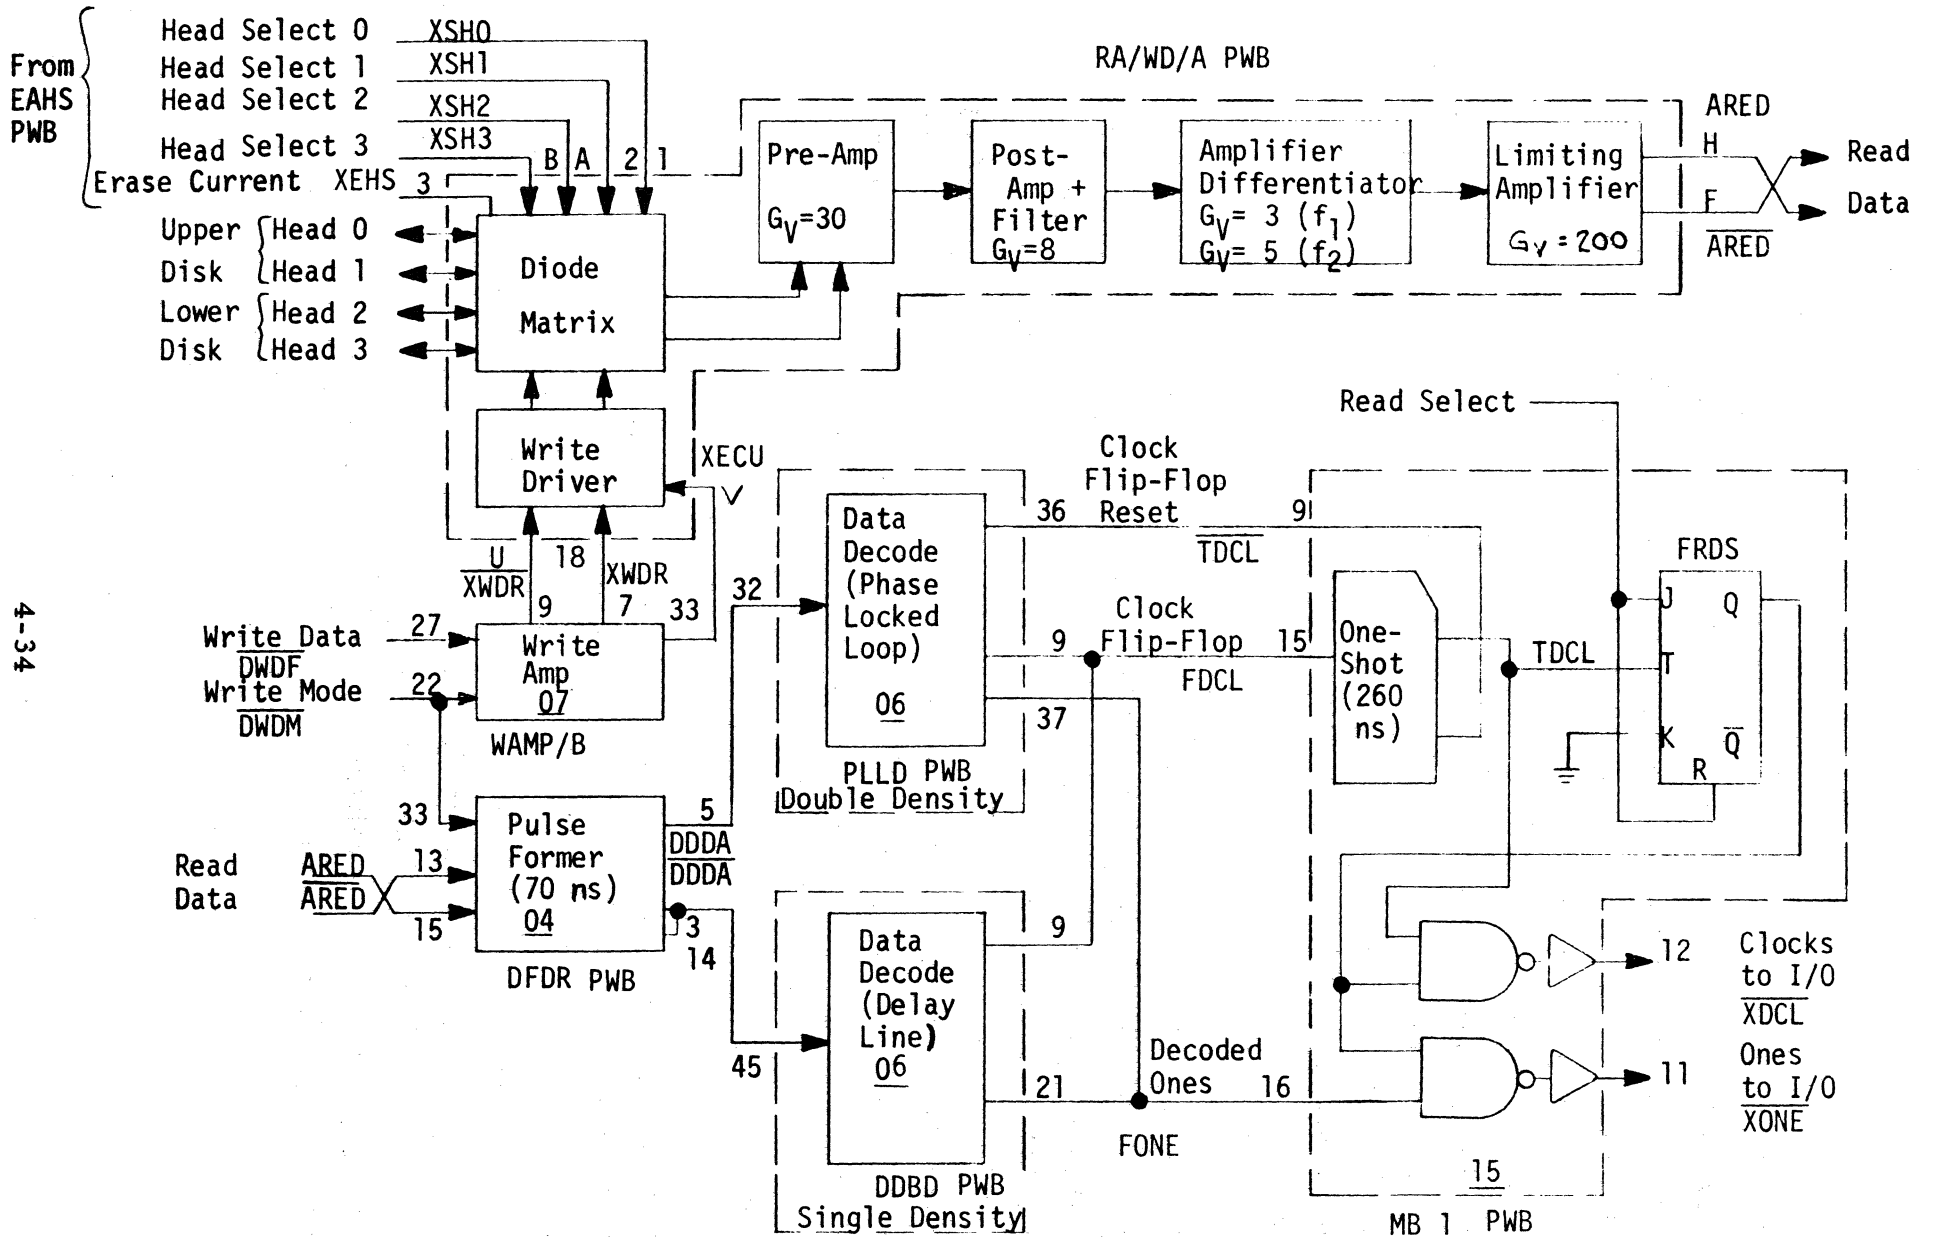 From
EAHS
PWB
Head Select 0 XSH0
Head Select 1 XSH1
Head Select 2 XSH2
Head Select 3 XSH3
Erase Current XEHS 3
B A 2 1
Upper
Disk
Head 0
Head 1
Lower
Disk
Head 2
Head 3
Diode
Matrix
RA/WD/A PWB
Pre-Amp
GV=30
Post-
Amp +
Filter
GV=8
Amplifier
Differentiator
GV= 3 (f1)
GV= 5 (f2)
Limiting
Amplifier
GV=200
ARED
H
F
ARED
Read
Data
Write
Driver
XECU
V
U
XWDR
18
XWDR
9
7
33
4-34
Write Data
DWDF
27
Write Mode
DWDM
22
Write
Amp
07
WAMP/B
33
Read
Data
ARED
ARED
13
15
Pulse
Former
(70 ns)
04
DFDR PWB
5
DDDA
DDDA
3
14
32
45
Data
Decode
(Phase
Locked
Loop)
06
PLLD PWB
Double Density
Data
Decode
(Delay
Line)
06
DDBD PWB
Single Density
36
Clock
Flip-Flop
Reset
TDCL
9
9
Clock
Flip-Flop
FDCL
15
37
9
21
Decoded
Ones
16
FONE
Read Select
One-
Shot
(260
ns)
TDCL
FRDS
J
Q
T
K
Q
R
12
Clocks
to I/O
XDCL
11
Ones
to I/O
XONE
15
MB 1 PWB